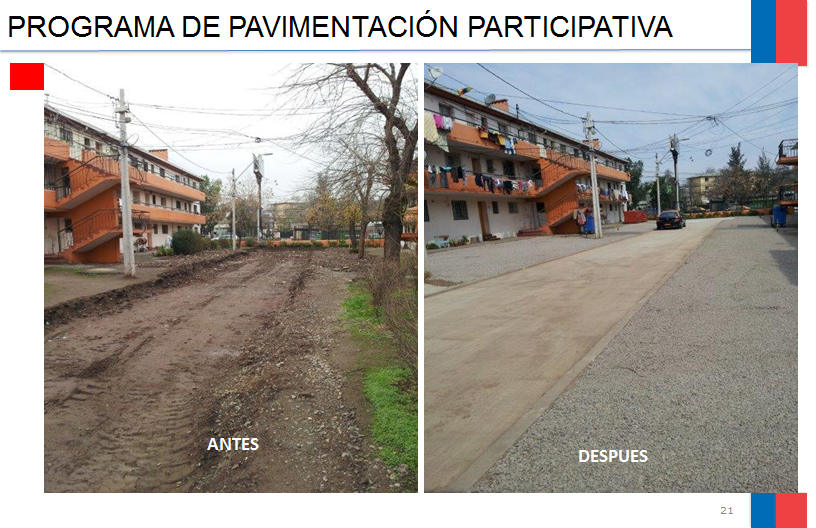 PROGRAMA DE PAVIMENTACIÓN PARTICIPATIVA
ANTES
DESPUES
21